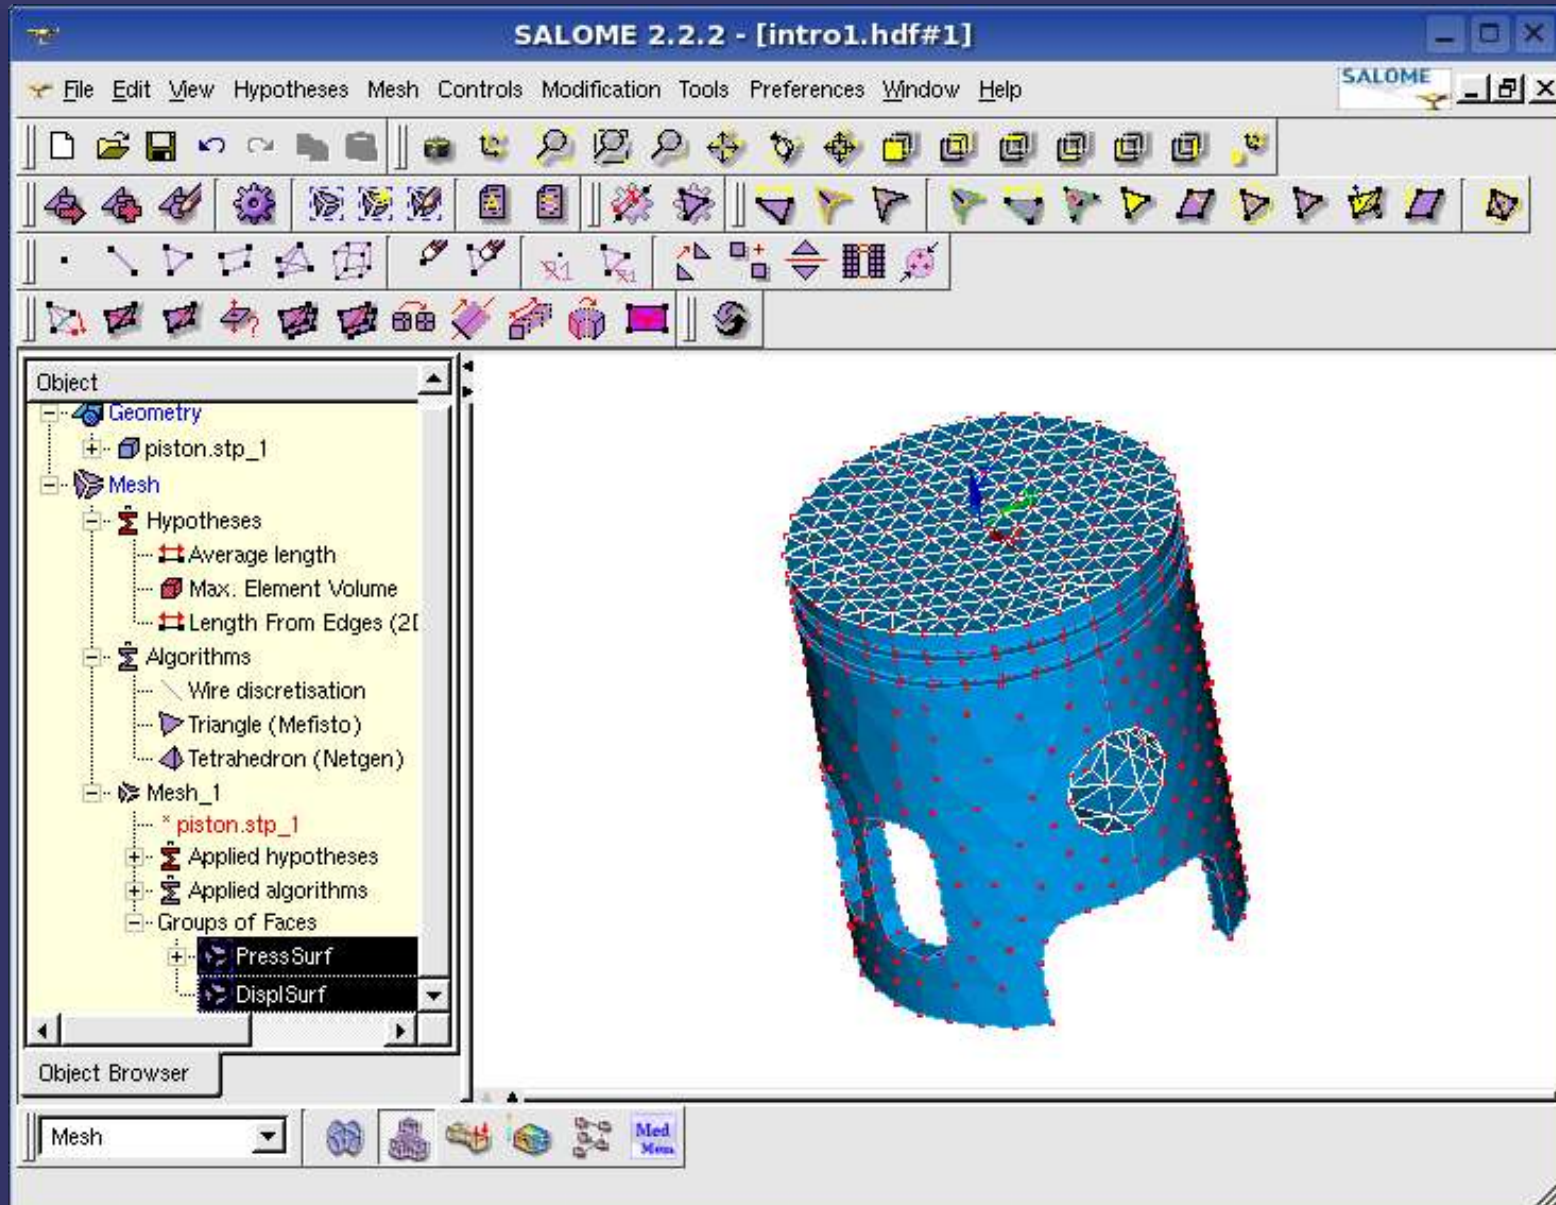 SALOME 2.2.2 - [intro1.hdf#1]
File Edit View Hypotheses Mesh Controls Modification Tools Preferences Window Help
SALOME
Object
Geometry
piston.stp_1
Mesh
Hypotheses
Average length
Max. Element Volume
Length From Edges (2D
Algorithms
Wire discretisation
Triangle (Mefisto)
Tetrahedron (Netgen)
Mesh_1
* piston.stp_1
Applied hypotheses
Applied algorithms
Groups of Faces
PressSurf
DisplSurf
Object Browser
Mesh
Med
Mem